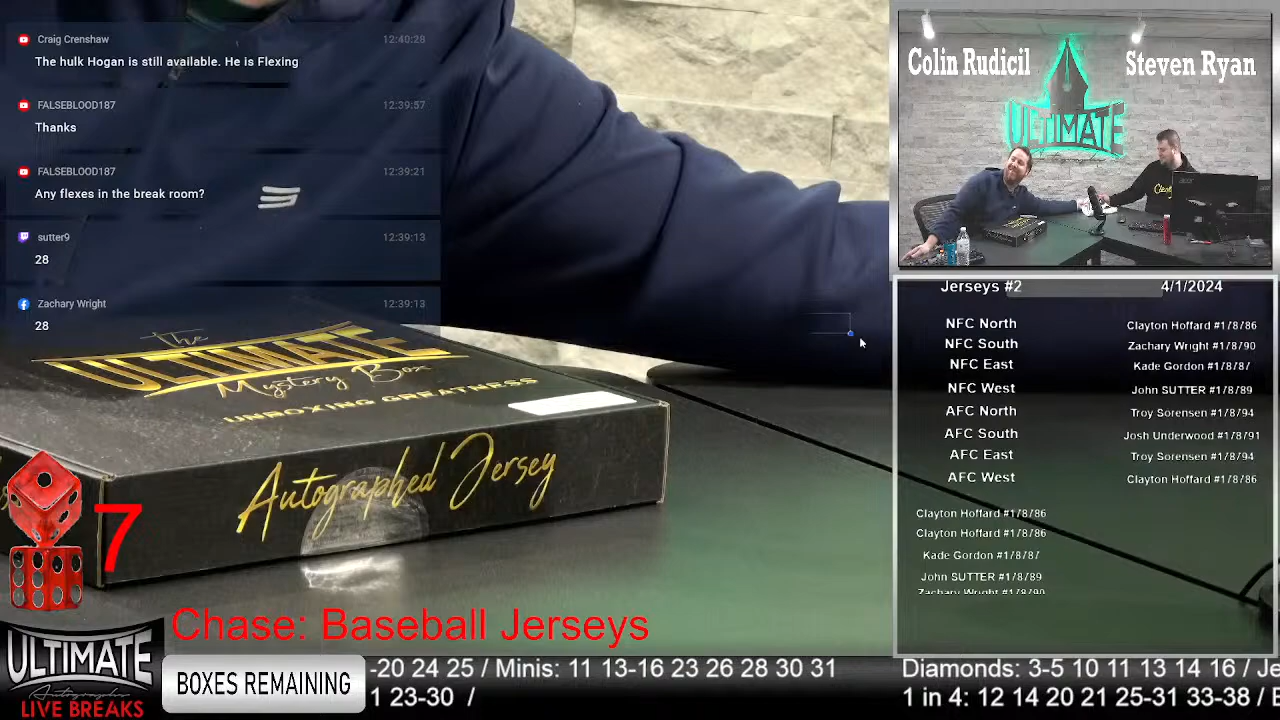 Craig Crenshaw 12:40:28
The hulk Hogan is still available. He is Flexing
FALSEBLOOD187 12:39:57
Thanks
FALSEBLOOD187 12:39:21
Any flexes in the break room?
sutter9 12:39:13
28
Zachary Wright 12:39:13
28
the
ULTIMATE
Mystery Box
UNBOXING GREATNESS
Autographed Jersey
7
Chase: Baseball Jerseys
ULTIMATE
Autographs
LIVE BREAKS
BOXES REMAINING
-20 24 25 / Minis: 11 13-16 23 26 28 30 31
1 23-30 /
Colin Rudicil Steven Ryan
ULTIMATE
Jerseys #2 4/1/2024
NFC North Clayton Hoffard #1/8/86
NFC South Zachary Wright #1/8/90
NFC East Kade Gordon #1/8/87
NFC West John SUTTER #1/8/89
AFC North Troy Sorensen #1/8/94
AFC South Josh Underwood #1/8/91
AFC East Troy Sorensen #1/8/94
AFC West Clayton Hoffard #1/8/86
Clayton Hoffard #1/8/86
Clayton Hoffard #1/8/86
Kade Gordon #1/8/87
John SUTTER #1/8/89
Zachary Wright #1/8/90
Diamonds: 3-5 10 11 13 14 16 / Je
1 in 4: 12 14 20 21 25-31 33-38 / E